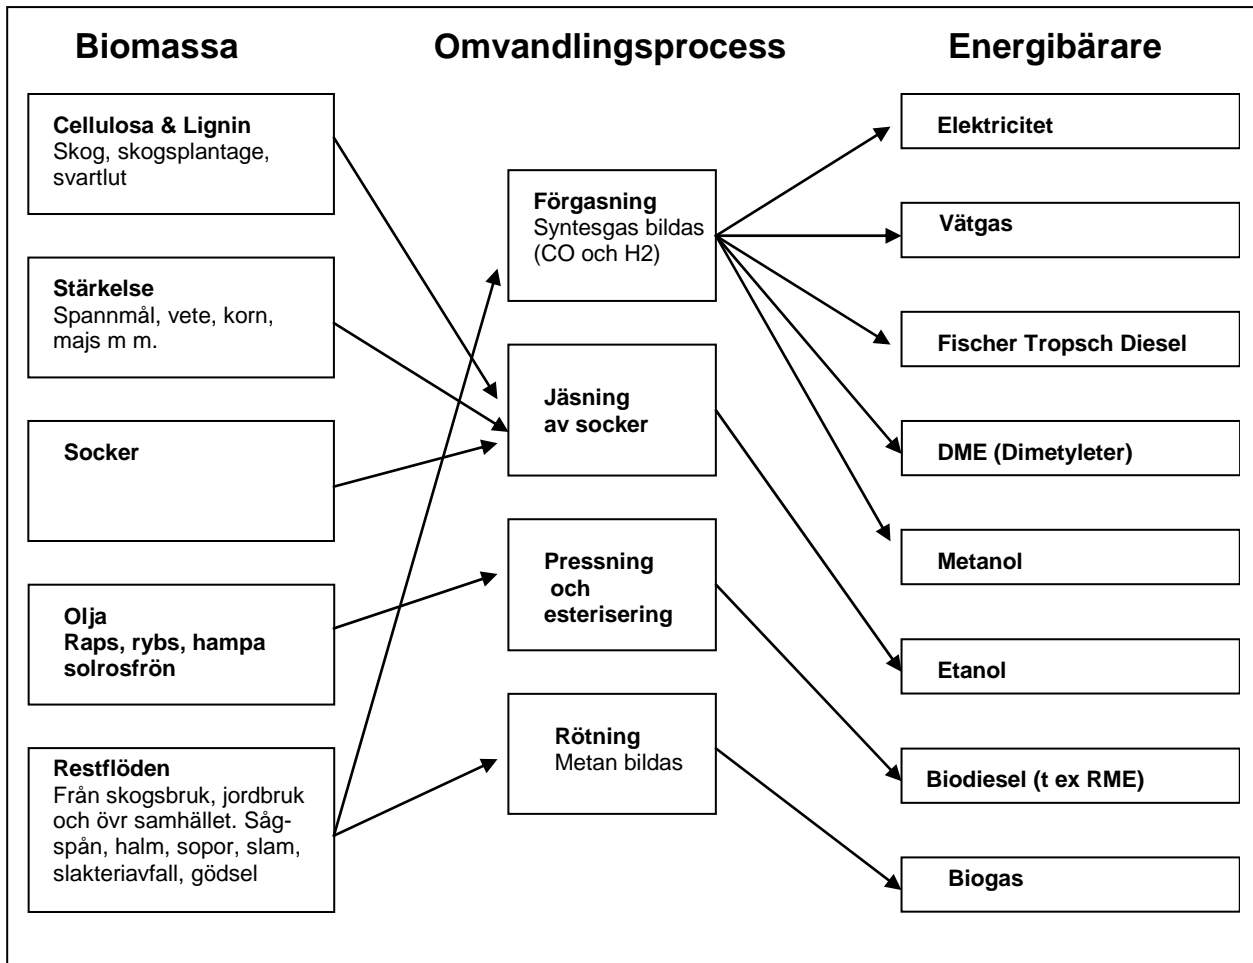 Biomassa
Omvandlingsprocess
Energibärare
Cellulosa & Lignin
Skog, skogsplantage,
svartlut
Stärkelse
Spannmål, vete, korn,
majs m m.
Socker
Olja
Raps, rybs, hampa
solrosfrön
Restflöden
Från skogsbruk, jordbruk
och övr samhället. Såg-
spån, halm, sopor, slam,
slakteriavfall, gödsel
Förgasning
Syntesgas bildas
(CO och H2)
Jäsning
av socker
Pressning
och
esterisering
Rötning
Metan bildas
Elektricitet
Vätgas
Fischer Tropsch Diesel
DME (Dimetyleter)
Metanol
Etanol
Biodiesel (t ex RME)
Biogas